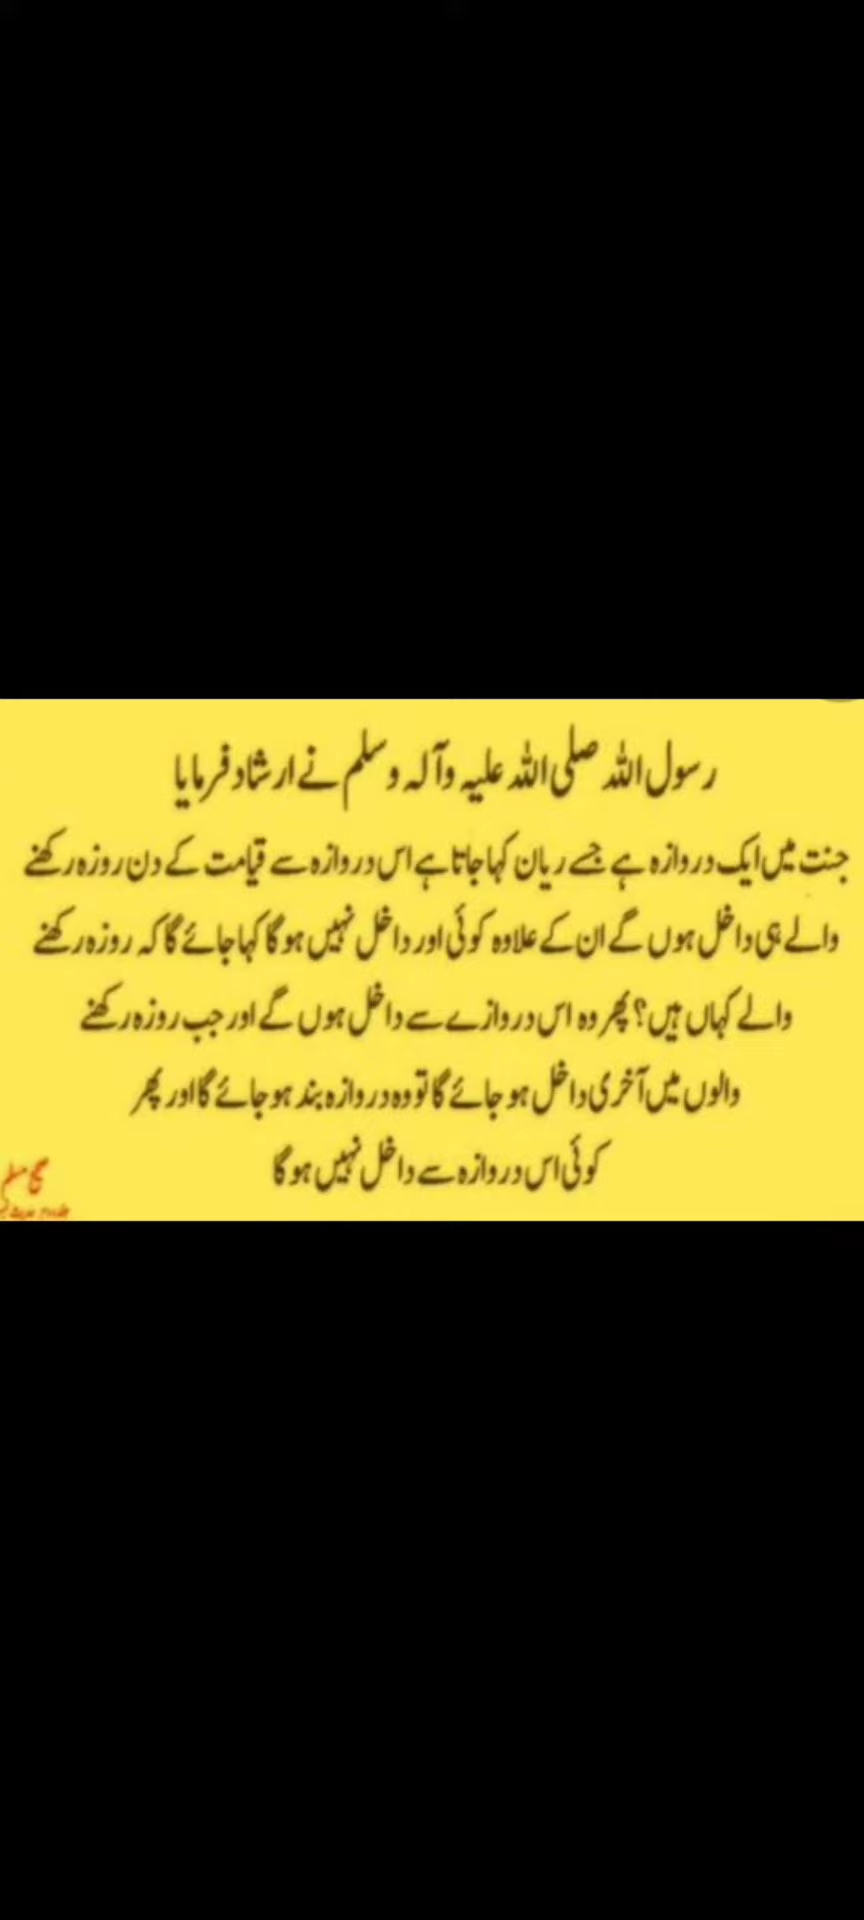 رسول اللہ صلی اللہ علیہ وآلہ وسلم نے ارشاد فرمایا
جنت میں ایک دروازہ ہے جسے ریان کہا جاتا ہے اس دروازہ سے قیامت کے دن روزہ رکھنے
والے ہی داخل ہوں گے ان کے علاوہ کوئی اور داخل نہیں ہوگا کہا جائے گا کہ روزہ رکھنے
والے کہاں ہیں؟ پھر وہ اس دروازے سے داخل ہوں گے اور جب روزہ رکھنے
والوں میں آخری داخل ہو جائے گا تو وہ دروازہ بند ہو جائے گا اور پھر
کوئی اس دروازہ سے داخل نہیں ہوگا
صحیح مسلم